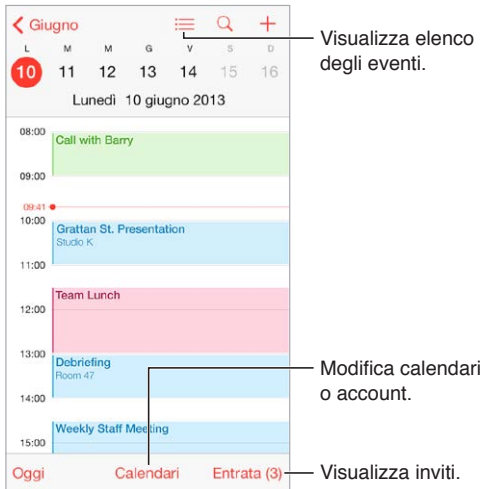 Giugno
L M M G V S D
10 11 12 13 14 15 16
Lunedì 10 giugno 2013
08:00
Call with Barry
09:00
09:41
10:00
Grattan St. Presentation
Studio K
11:00
Team Lunch
12:00
13:00
Debriefing
Room 47
14:00
Weekly Staff Meeting
15:00
Oggi Calendari Entrata (3)
Visualizza elenco
degli eventi.
Modifica calendari
o account.
Visualizza inviti.